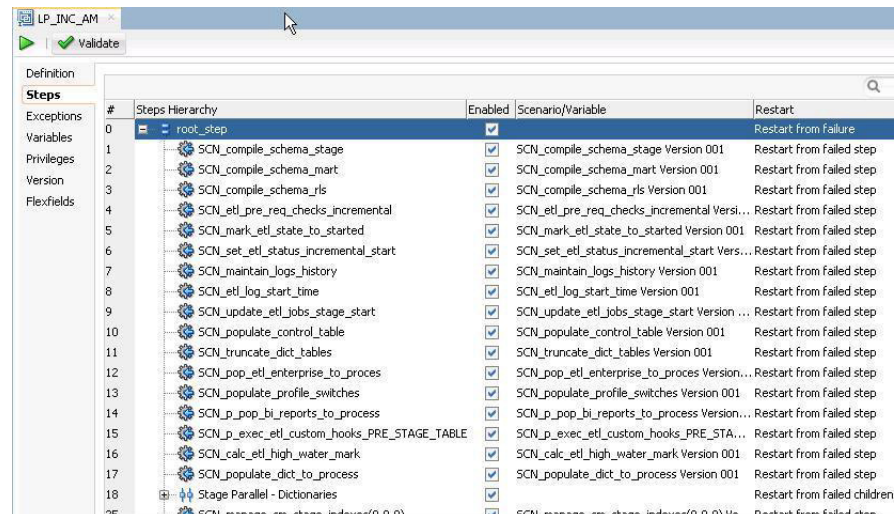 LP_INC_AM
Validate
Definition
Steps
Exceptions
Variables
Privileges
Version
Flexfields
# Steps Hierarchy Enabled Scenario/Variable Restart
0 root_step Restart from failure
1 SCN_compile_schema_stage SCN_compile_schema_stage Version 001 Restart from failed step
2 SCN_compile_schema_mart SCN_compile_schema_mart Version 001 Restart from failed step
3 SCN_compile_schema_rls SCN_compile_schema_rls Version 001 Restart from failed step
4 SCN_etl_pre_req_checks_incremental SCN_etl_pre_req_checks_incremental Versi... Restart from failed step
5 SCN_mark_etl_state_to_started SCN_mark_etl_state_to_started Version 001 Restart from failed step
6 SCN_set_etl_status_incremental_start SCN_set_etl_status_incremental_start Vers... Restart from failed step
7 SCN_maintain_logs_history SCN_maintain_logs_history Version 001 Restart from failed step
8 SCN_etl_log_start_time SCN_etl_log_start_time Version 001 Restart from failed step
9 SCN_update_etl_jobs_stage_start SCN_update_etl_jobs_stage_start Version ... Restart from failed step
10 SCN_populate_control_table SCN_populate_control_table Version 001 Restart from failed step
11 SCN_truncate_dict_tables SCN_truncate_dict_tables Version 001 Restart from failed step
12 SCN_pop_etl_enterprise_to_proces SCN_pop_etl_enterprise_to_proces Version... Restart from failed step
13 SCN_populate_profile_switches SCN_populate_profile_switches Version 001 Restart from failed step
14 SCN_p_pop_bi_reports_to_process SCN_p_pop_bi_reports_to_process Version... Restart from failed step
15 SCN_p_exec_etl_custom_hooks_PRE_STAGE_TABLE SCN_p_exec_etl_custom_hooks_PRE_STA... Restart from failed step
16 SCN_calc_etl_high_water_mark SCN_calc_etl_high_water_mark Version 001 Restart from failed step
17 SCN_populate_dict_to_process SCN_populate_dict_to_process Version 001 Restart from failed step
18 Stage Parallel - Dictionaries Restart from failed children